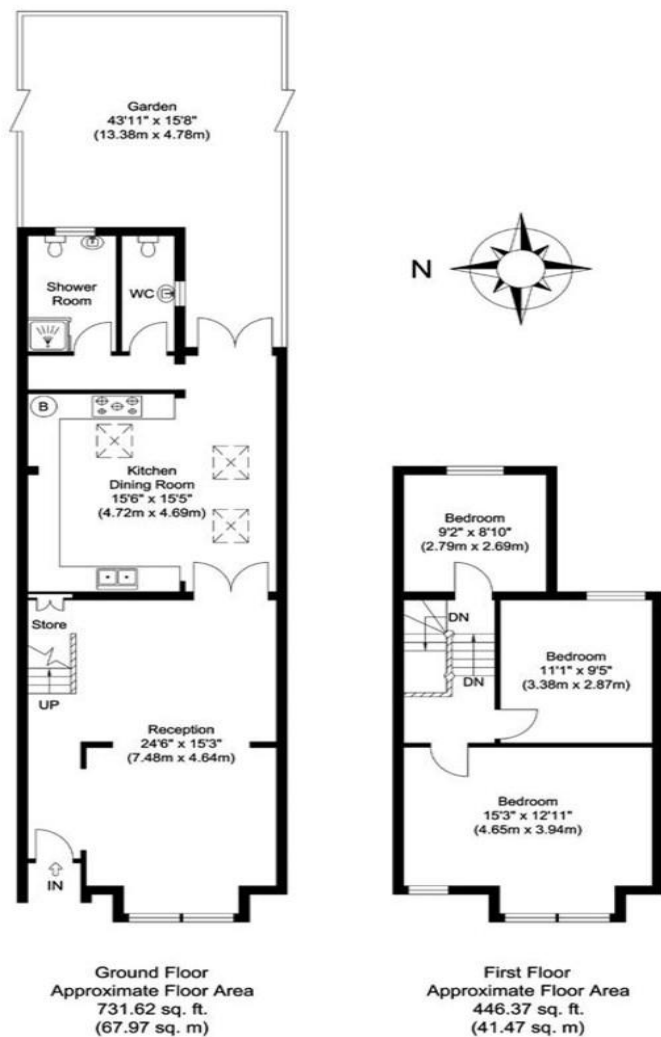 Garden
43'11" x 15'8"
(13.38m x 4.78m)
Shower
Room
WC
N
B
Kitchen
Dining Room
15'6" x 15'5"
(4.72m x 4.69m)
Store
UP
Reception
24'6" x 15'3"
(7.48m x 4.64m)
IN
Bedroom
9'2" x 8'10"
(2.79m x 2.69m)
DN
DN
Bedroom
11'1" x 9'5"
(3.38m x 2.87m)
Bedroom
15'3" x 12'11"
(4.65m x 3.94m)
Ground Floor
Approximate Floor Area
731.62 sq. ft.
(67.97 sq. m)
First Floor
Approximate Floor Area
446.37 sq. ft.
(41.47 sq. m)